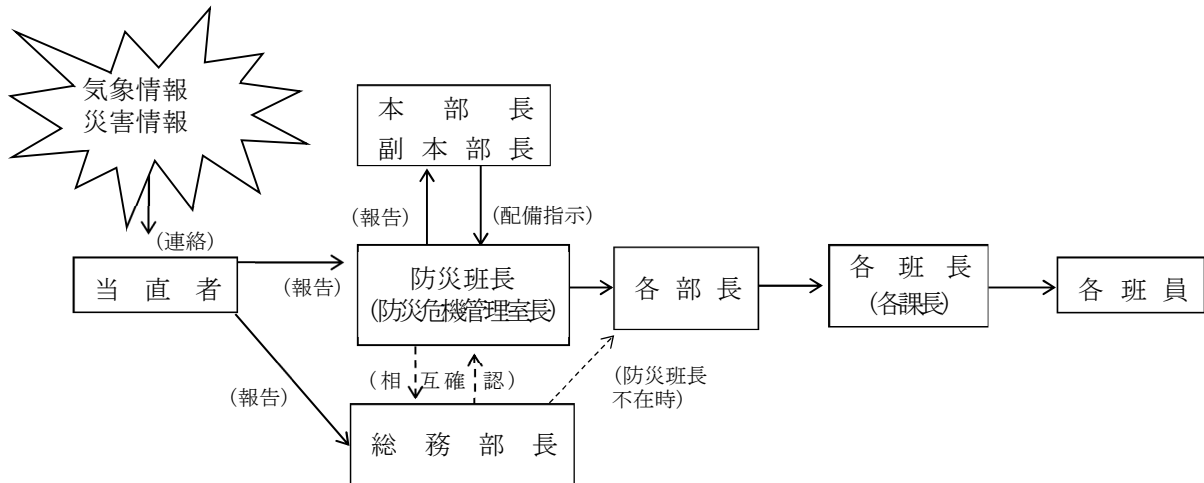 気象情報
災害情報
本部長
副本部長
(報告)
(配備指示)
(連絡)
当直者
(報告)
防災班長
(防災危機管理室長)
各部長
各班長
(各課長)
各班員
(相互確認)
(防災班長
不在時)
(報告)
総務部長